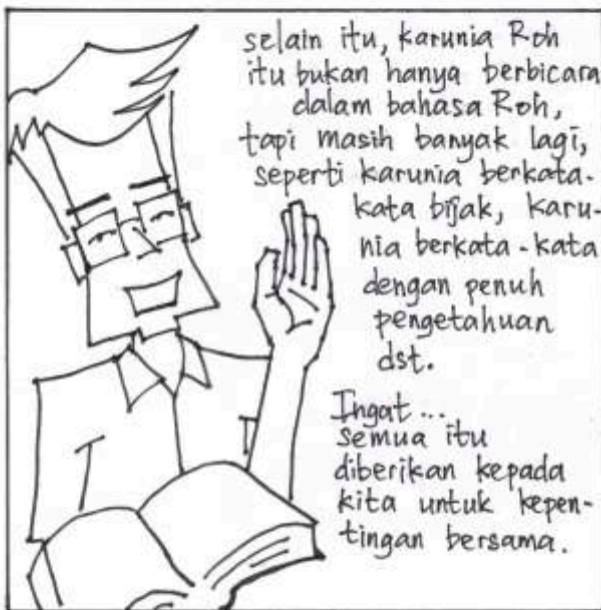 selain itu, karunia Roh
itu bukan hanya berbicara
dalam bahasa Roh,
tapi masih banyak lagi,
seperti karunia berkata-
kata bijak, karu-
nia berkata-kata
dengan penuh
pengetahuan
dst.
Ingat...
semua itu
diberikan kepada
kita untuk kepen-
tingan bersama.